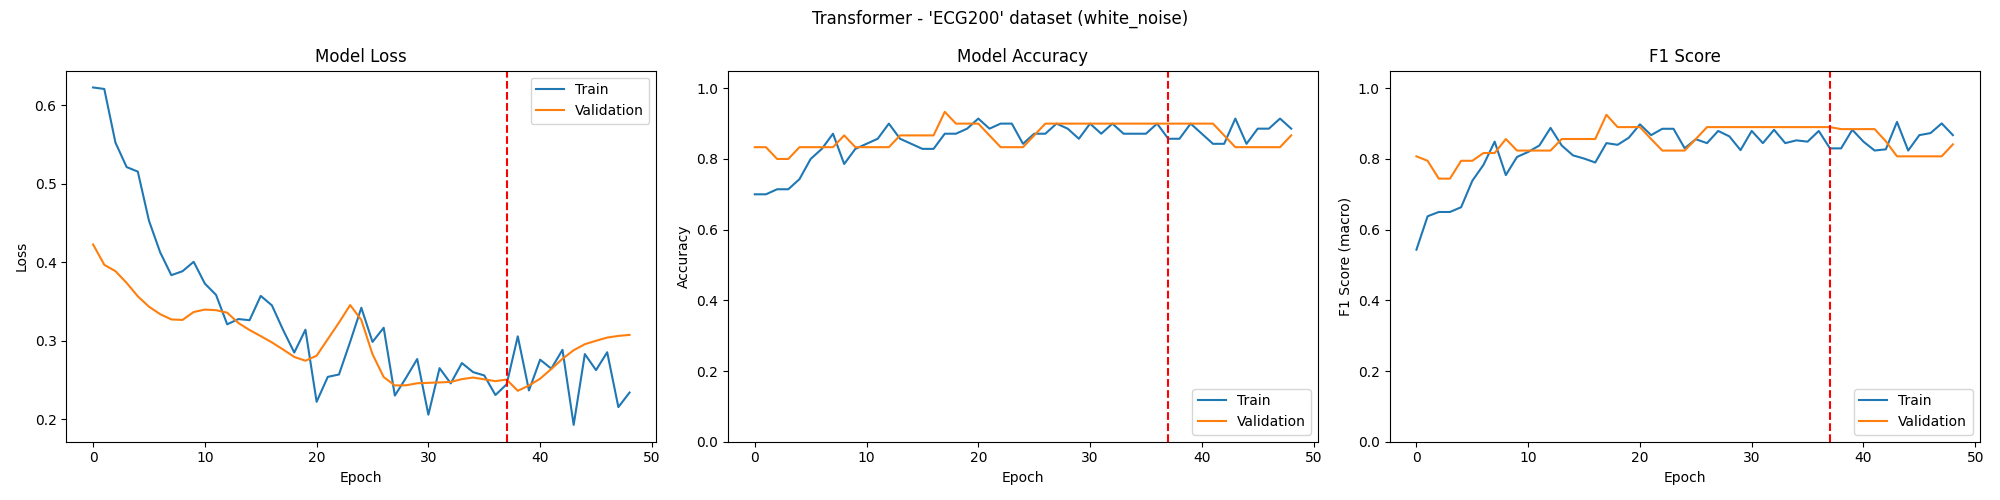 Transformer - 'ECG200' dataset (white_noise)
Model Loss
Loss
0.6
0.5
0.4
0.3
0.2
0 10 20 30 40 50
Epoch
Train
Validation
Model Accuracy
Accuracy
1.0
0.8
0.6
0.4
0.2
0.0
0 10 20 30 40 50
Epoch
Train
Validation
F1 Score
F1 Score (macro)
1.0
0.8
0.6
0.4
0.2
0.0
0 10 20 30 40 50
Epoch
Train
Validation